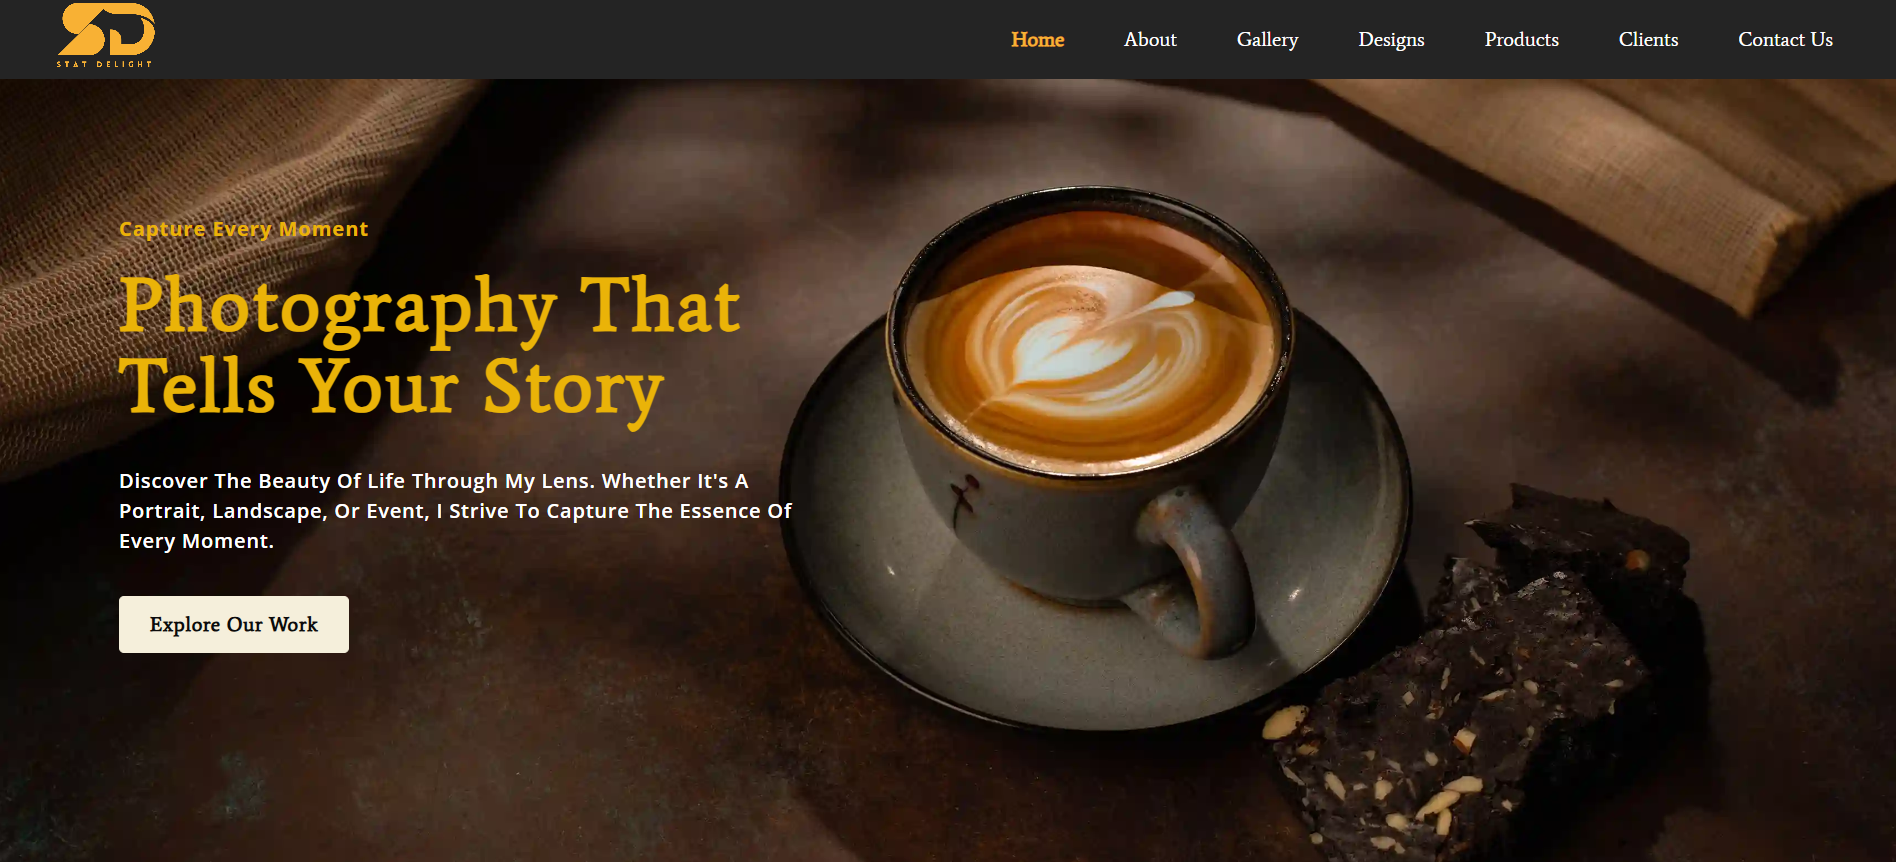 STAT DELIGHT
Home About Gallery Designs Products Clients Contact Us
Capture Every Moment
Photography That
Tells Your Story
Discover The Beauty Of Life Through My Lens. Whether It's A
Portrait, Landscape, Or Event, I Strive To Capture The Essence Of
Every Moment.
Explore Our Work